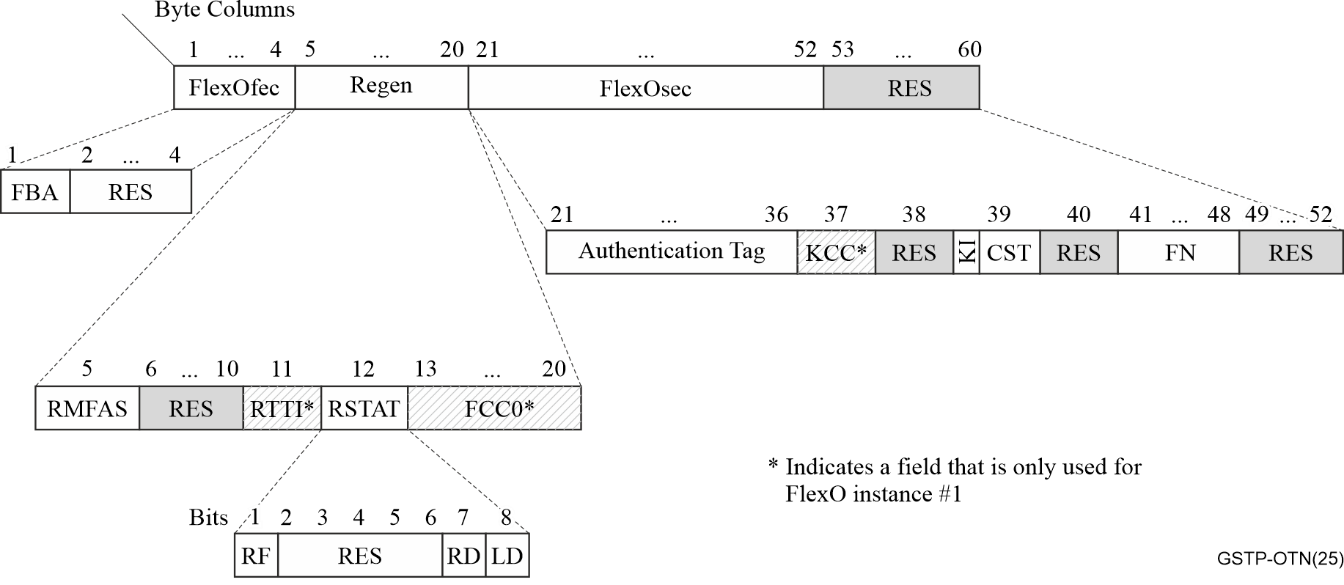 Byte Columns
1 ... 4 5 ... 20 21 ... 52 53 ... 60
FlexOfec Regen FlexOsec RES
1 2 ... 4
FBA RES
21 ... 36 37 38 39 40 41 ... 48 49 ... 52
Authentication Tag KCC* RES KI CST RES FN RES
5 6 ... 10 11 12 13 ... 20
RMFAS RES RTTI* RSTAT FCC0*
* Indicates a field that is only used for
FlexO instance #1
Bits 1 2 3 4 5 6 7 8
RF RES RD LD
GSTP-OTN(25)